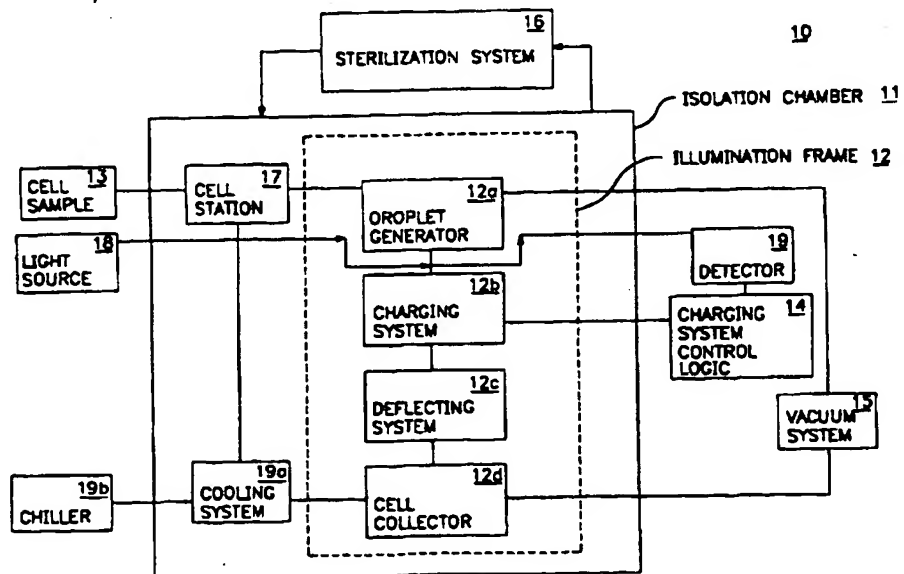 16
STERILIZATION SYSTEM
10
ISOLATION CHAMBER 11
ILLUMINATION FRAME 12
13
CELL SAMPLE
17
CELL STATION
12a
OROPLET GENERATOR
18
LIGHT SOURCE
19
DETECTOR
12b
CHARGING SYSTEM
14
CHARGING SYSTEM CONTROL LOGIC
12c
DEFLECTING SYSTEM
15
VACUUM SYSTEM
19b
CHILLER
19a
COOLING SYSTEM
12d
CELL COLLECTOR